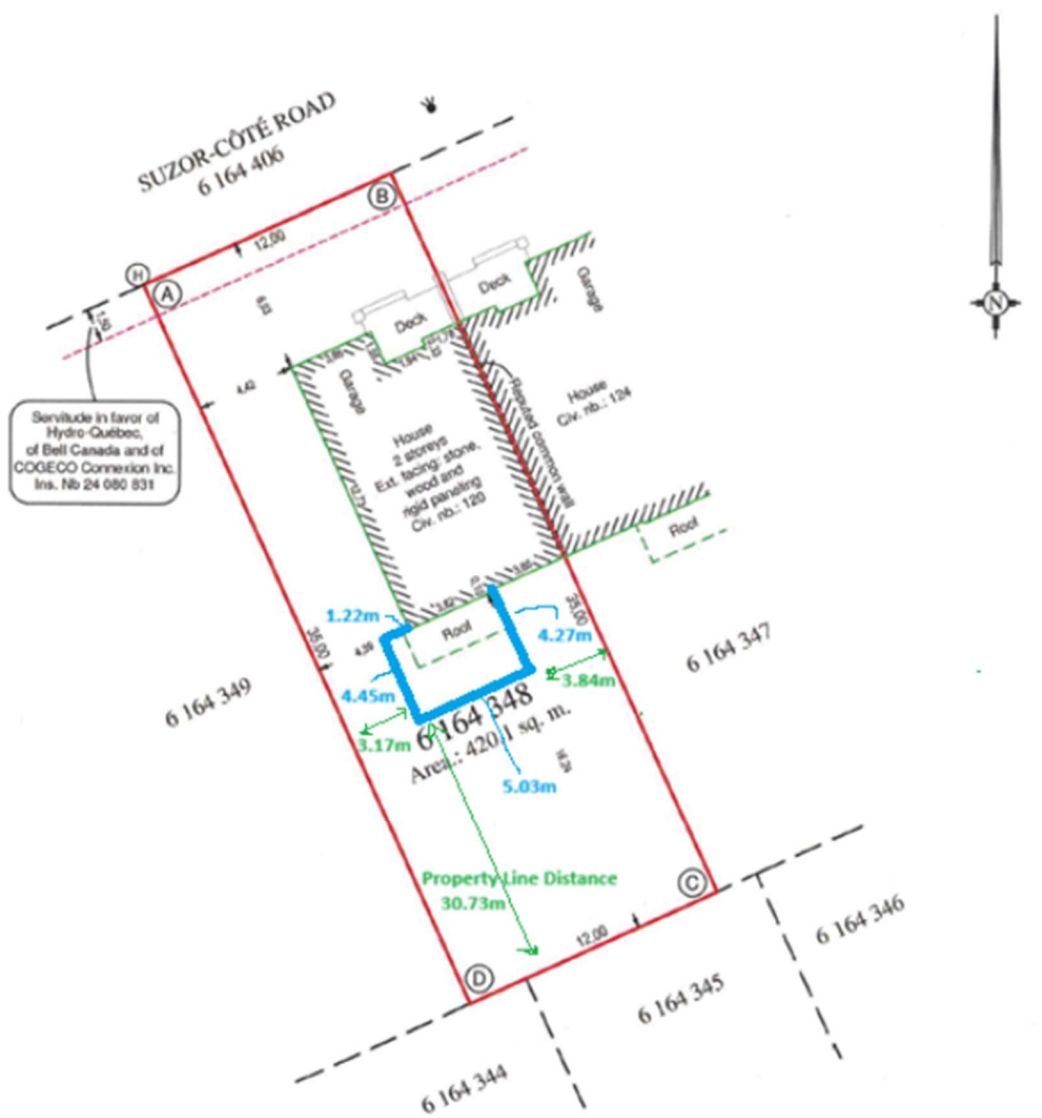 SUZOR-CÔTÉ ROAD
6 164 406
B
H
A
12,00
1,50
4,42
Servitude in favor of
Hydro-Québec,
of Bell Canada and of
COGECO Connexion Inc.
Ins. Nb 24 080 831
Deck
Deck
Garage
Garage
House
2 storeys
Ext. facing: stone,
wood and
rigid paneling
Civ. nb.: 120
Reputed common wall
House
Civ. nb.: 124
N
Roof
Roof
1.22m
35,00
35,00
4.27m
4.45m
3.84m
3.17m
5.03m
6 164 349
6 164 347
6 164 348
Area.: 420,1 sq. m.
Property Line Distance
30.73m
C
12,00
D
6 164 346
6 164 345
6 164 344